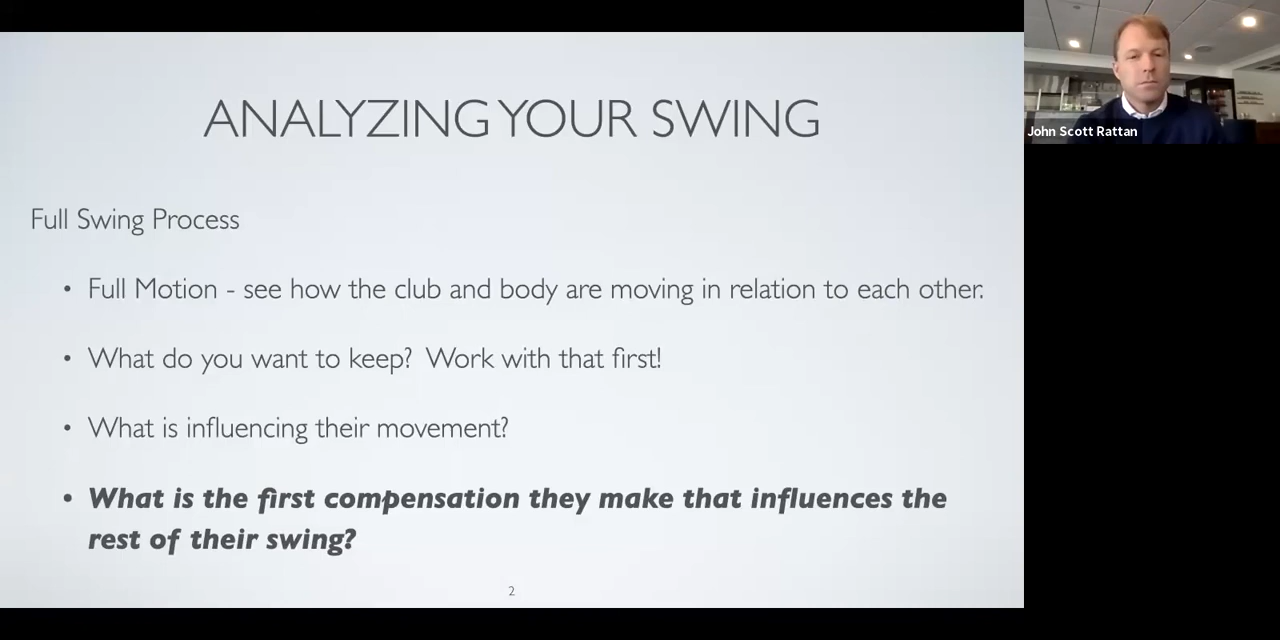 ANALYZING YOUR SWING
Full Swing Process
• Full Motion - see how the club and body are moving in relation to each other.
• What do you want to keep?  Work with that first!
• What is influencing their movement?
• What is the first compensation they make that influences the
rest of their swing?
2
John Scott Rattan